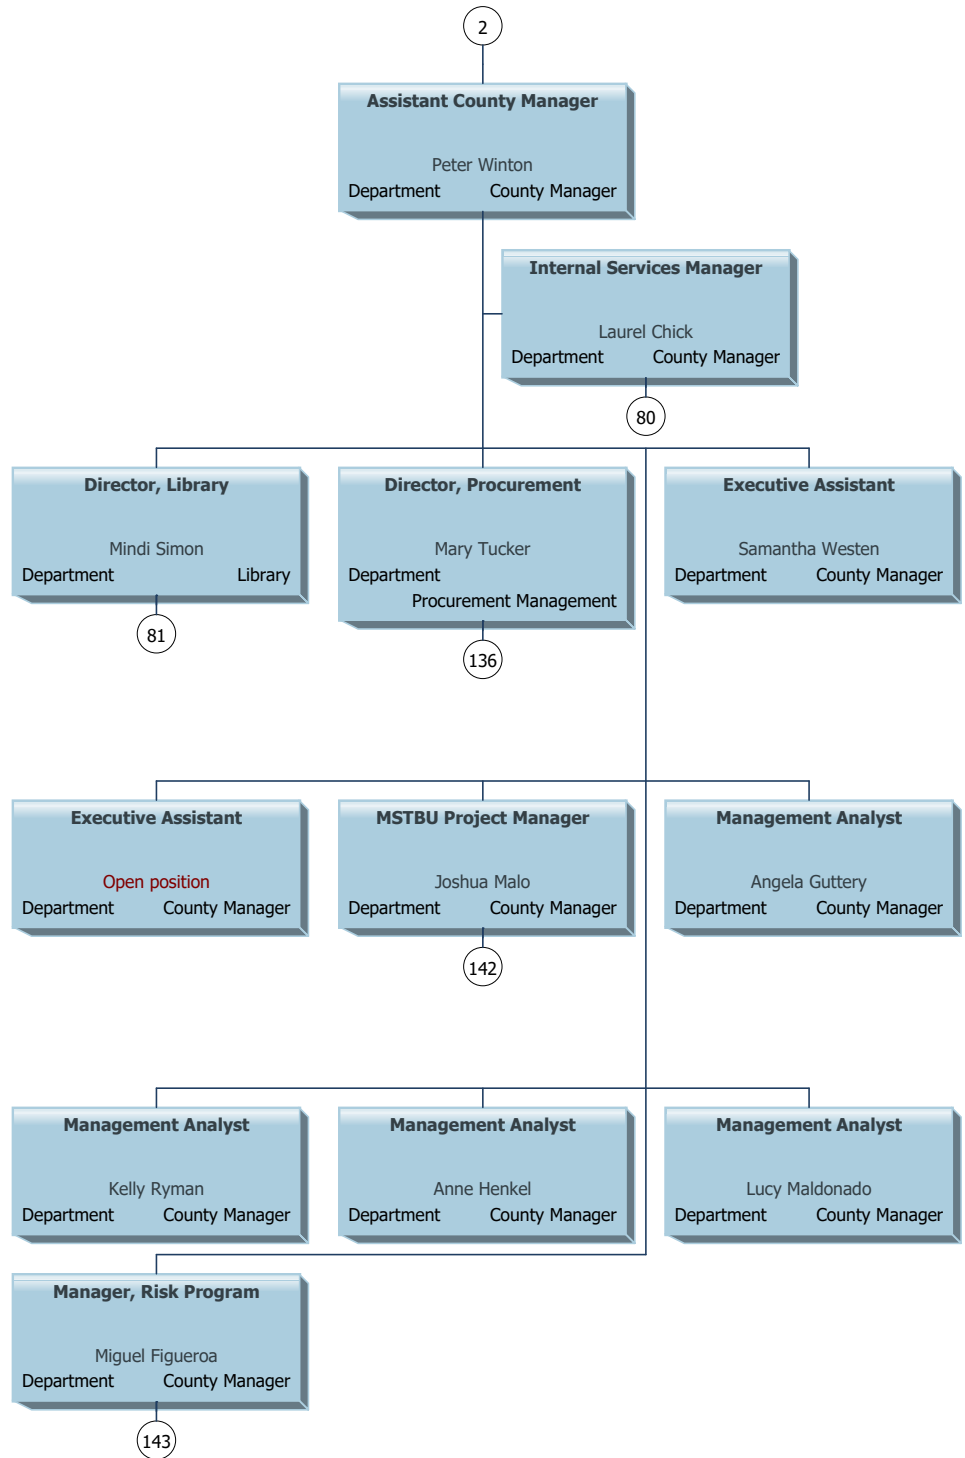 2
Assistant County Manager
Peter Winton
Department County Manager
Internal Services Manager
Laurel Chick
Department County Manager
80
Director, Library
Mindi Simon
Department Library
81
Director, Procurement
Mary Tucker
Department
Procurement Management
136
Executive Assistant
Samantha Westen
Department County Manager
Executive Assistant
Open position
Department County Manager
MSTBU Project Manager
Joshua Malo
Department County Manager
142
Management Analyst
Angela Guttery
Department County Manager
Management Analyst
Kelly Ryman
Department County Manager
Management Analyst
Anne Henkel
Department County Manager
Management Analyst
Lucy Maldonado
Department County Manager
Manager, Risk Program
Miguel Figueroa
Department County Manager
143